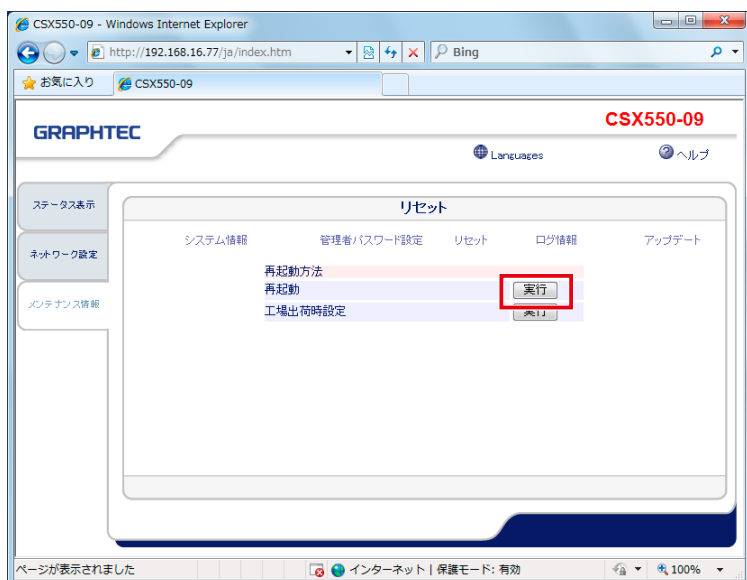 CSX550-09 - Windows Internet Explorer
http://192.168.16.77/ja/index.htm
Bing
お気に入り
CSX550-09
GRAPHTEC
CSX550-09
Languages
ヘルプ
ステータス表示
ネットワーク設定
メンテナンス情報
リセット
システム情報 管理者パスワード設定 リセット ログ情報 アップデート
再起動方法
再起動 実行
工場出荷時設定 実行
ページが表示されました
インターネット | 保護モード: 有効
100%